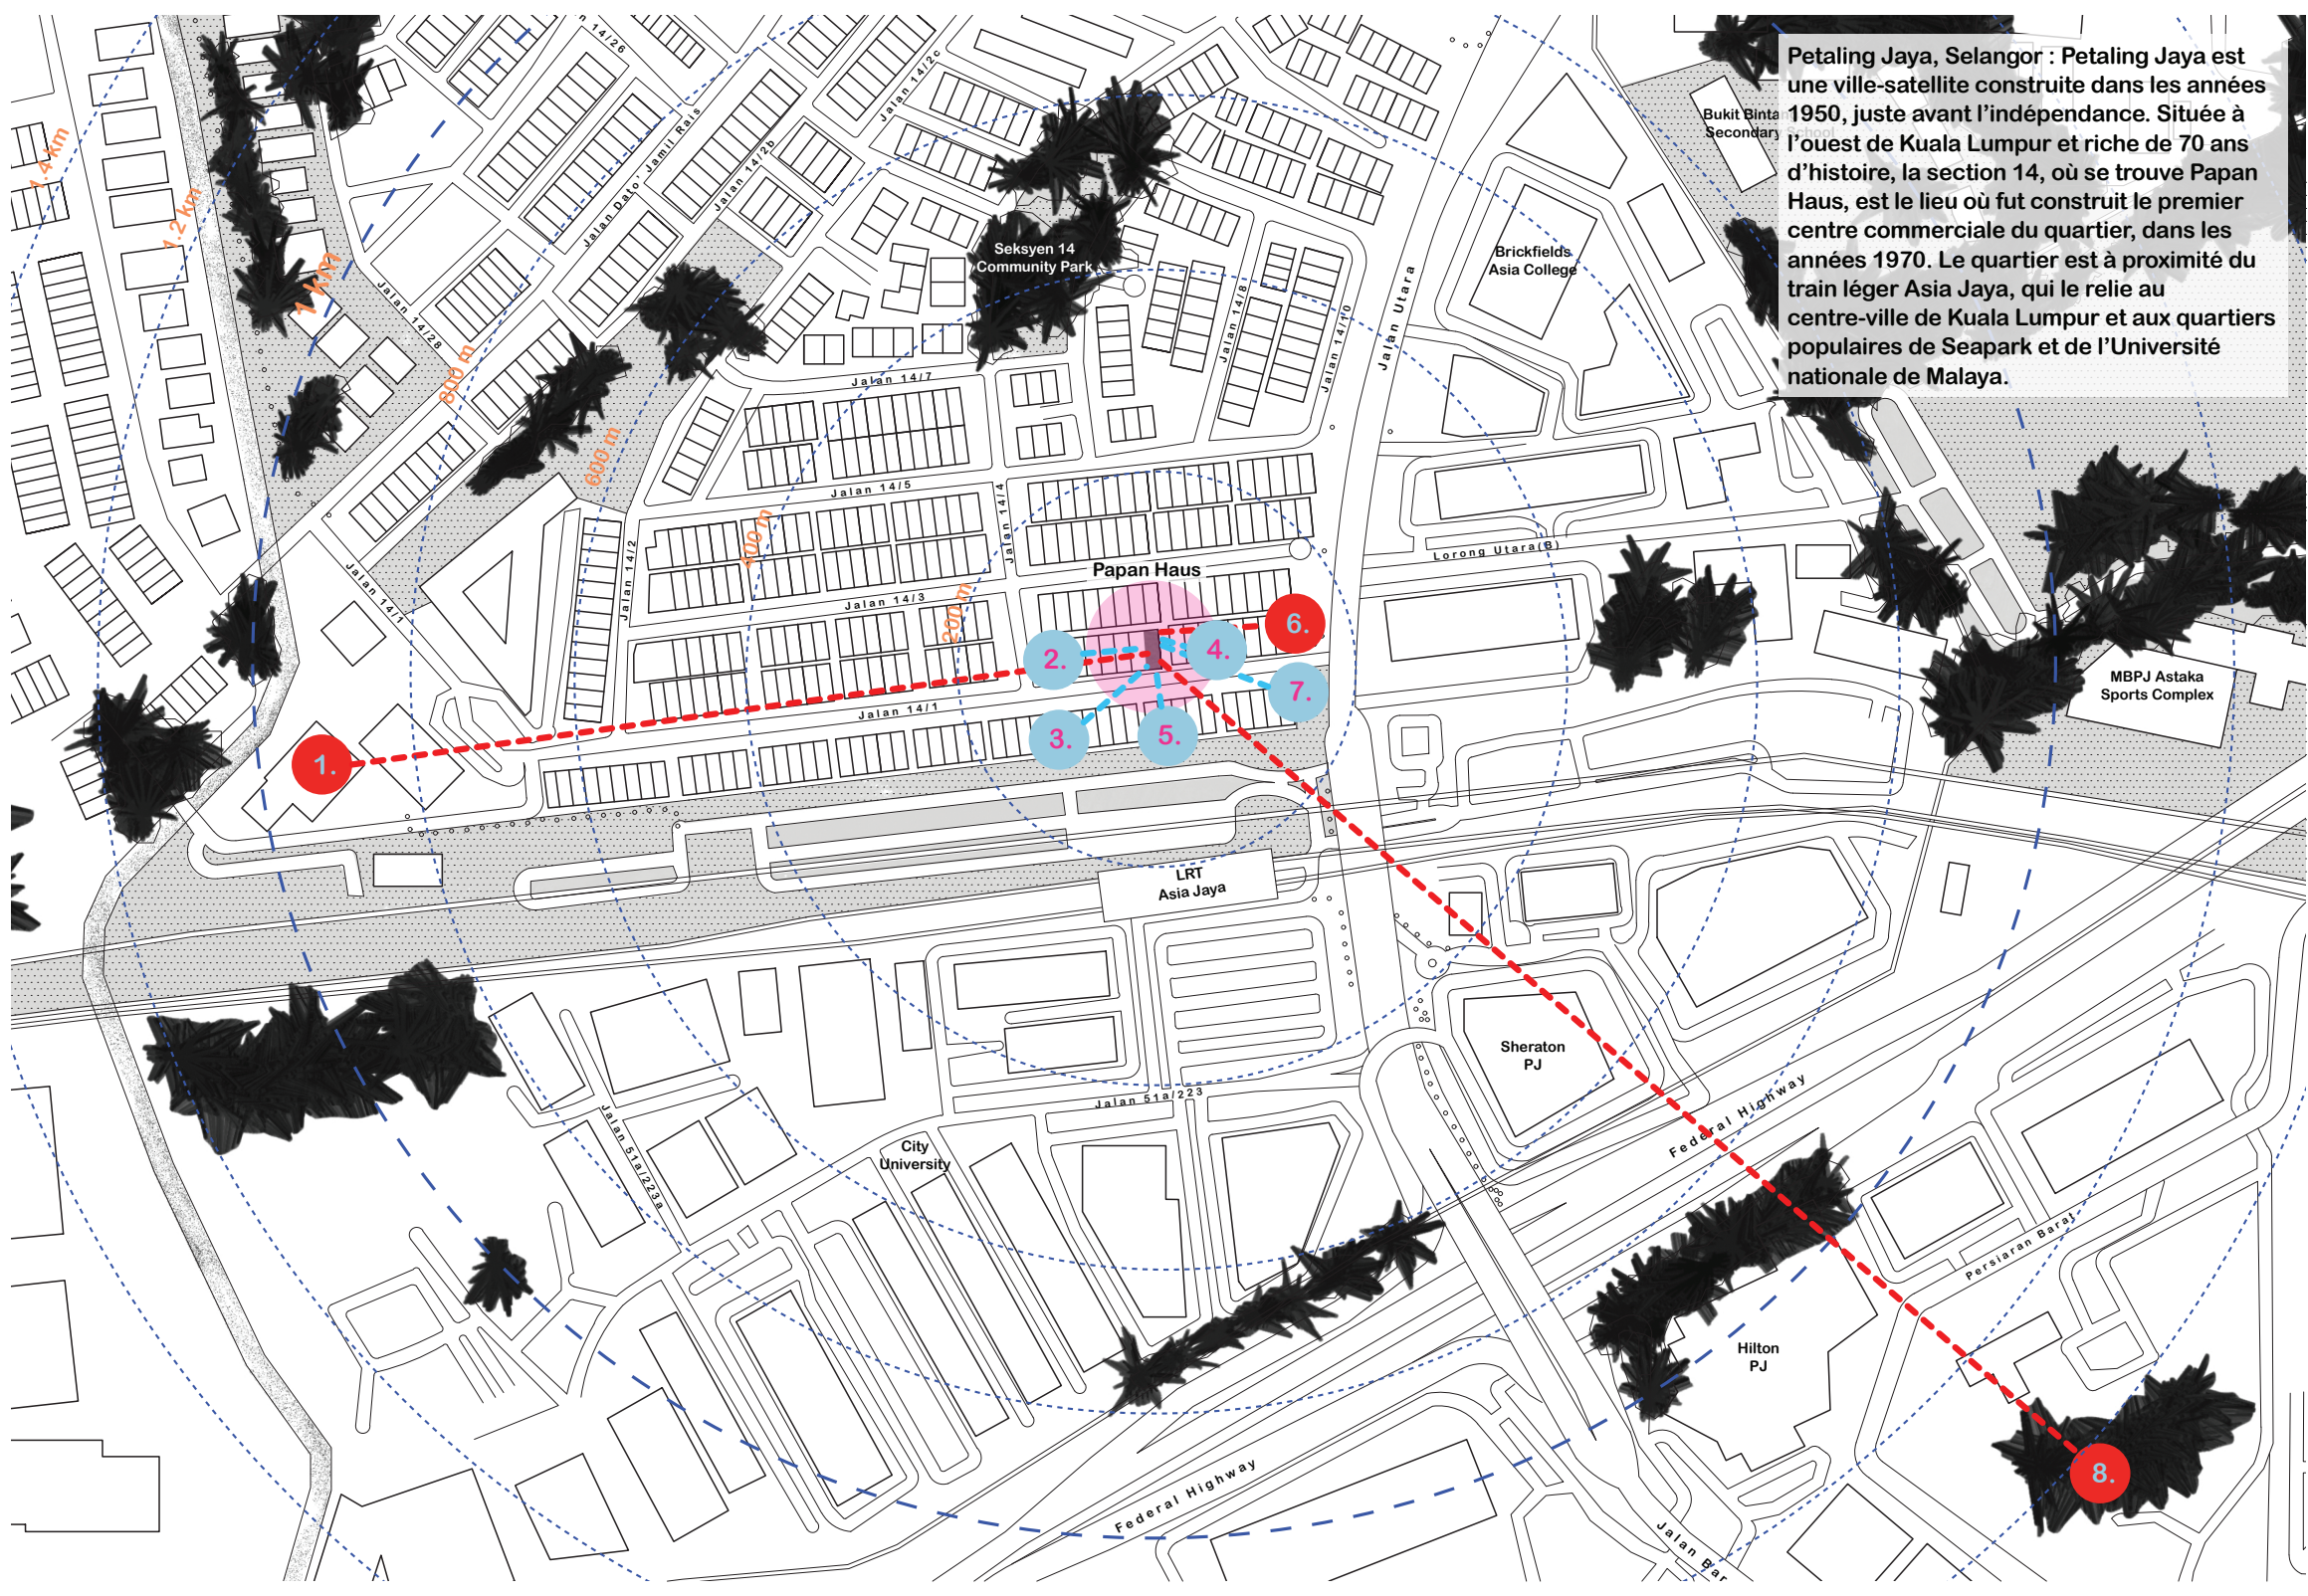 Petaling Jaya, Selangor : Petaling Jaya est
une ville-satellite construite dans les années
1950, juste avant l'indépendance. Située à
l'ouest de Kuala Lumpur et riche de 70 ans
d'histoire, la section 14, où se trouve Papan
Haus, est le lieu où fut construit le premier
centre commerciale du quartier, dans les
années 1970. Le quartier est à proximité du
train léger Asia Jaya, qui le relie au
centre-ville de Kuala Lumpur et aux quartiers
populaires de Seapark et de l'Université
nationale de Malaya.
14/26
Jalan 14/2c
Jalan Dato' Jamil Rais
Jalan 14/2b
1.4 km
1.2 km
1 km
800 m
600 m
400 m
200 m
Bukit Binta
Secondary School
Seksyen 14
Community Park
Brickfields
Asia College
Jalan 14/28
Jalan Utara
Jalan 14/8
Jalan 14/10
Jalan 14/7
Jalan 14/5
Jalan 14/4
Jalan 14/2
Jalan 14/1
Jalan 14/3
Lorong Utara(B)
Papan Haus
6.
4.
2.
7.
3.
5.
1.
Jalan 14/1
MBPJ Astaka
Sports Complex
LRT
Asia Jaya
Sheraton
PJ
Jalan 51a/223
Jalan 51a/223a
City
University
Federal Highway
Persiaran Barat
Hilton
PJ
8.
Federal Highway
Jalan Bar